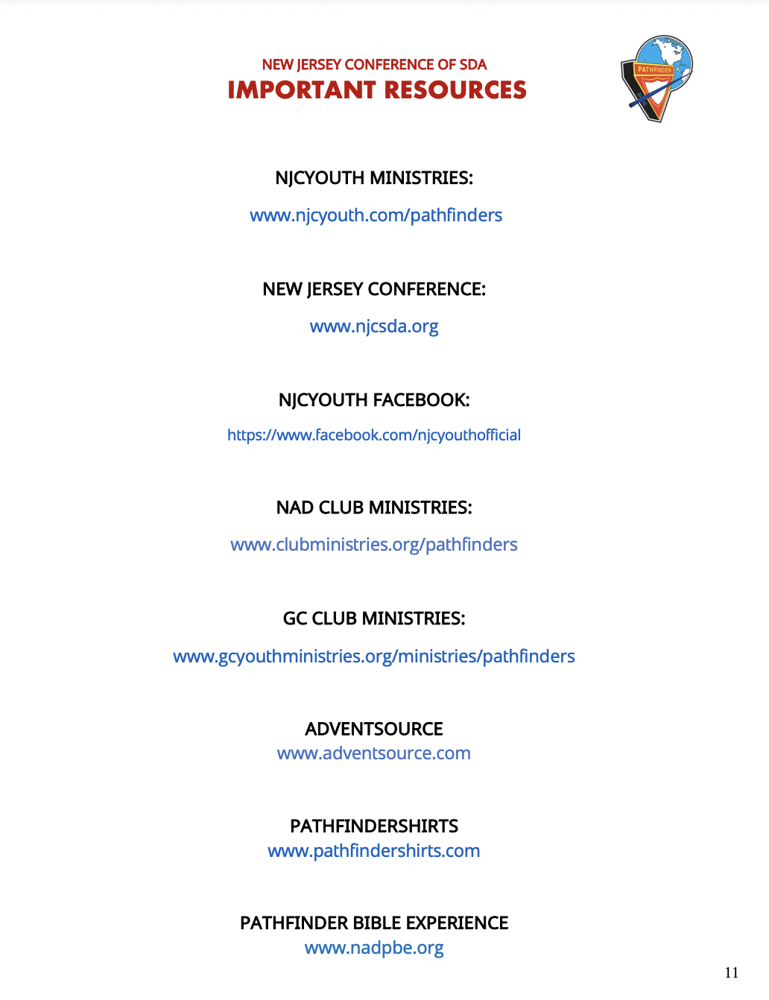 NEW JERSEY CONFERENCE OF SDA
IMPORTANT RESOURCES
PATHFINDER
NJCYOUTH MINISTRIES:
www.njcyouth.com/pathfinders
NEW JERSEY CONFERENCE:
www.njcsda.org
NJCYOUTH FACEBOOK:
https://www.facebook.com/njcyouthofficial
NAD CLUB MINISTRIES:
www.clubministries.org/pathfinders
GC CLUB MINISTRIES:
www.gcyouthministries.org/ministries/pathfinders
ADVENTSOURCE
www.adventsource.com
PATHFINDERSHIRTS
www.pathfindershirts.com
PATHFINDER BIBLE EXPERIENCE
www.nadpbe.org
11